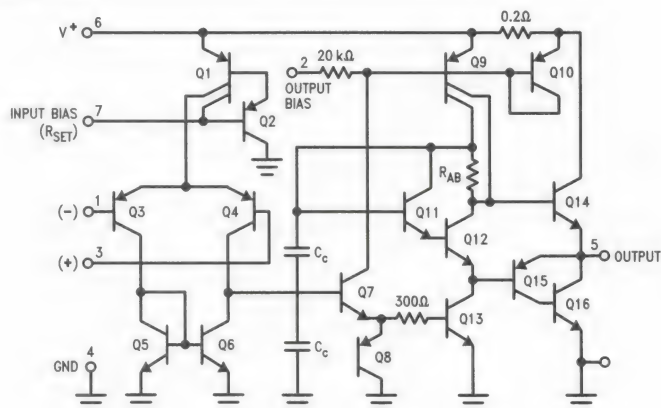 V+ 6
0.2Ω
Q1
2
20 kΩ
Q9
Q10
OUTPUT
BIAS
INPUT BIAS
(RSET)
7
Q2
RAB
(−) 1
Q3
Q4
Q11
Q12
Q14
(+)
3
5
OUTPUT
Cc
Q15
Q16
Q7
300Ω
Q13
Q5
Q6
Cc
Q8
GND
4